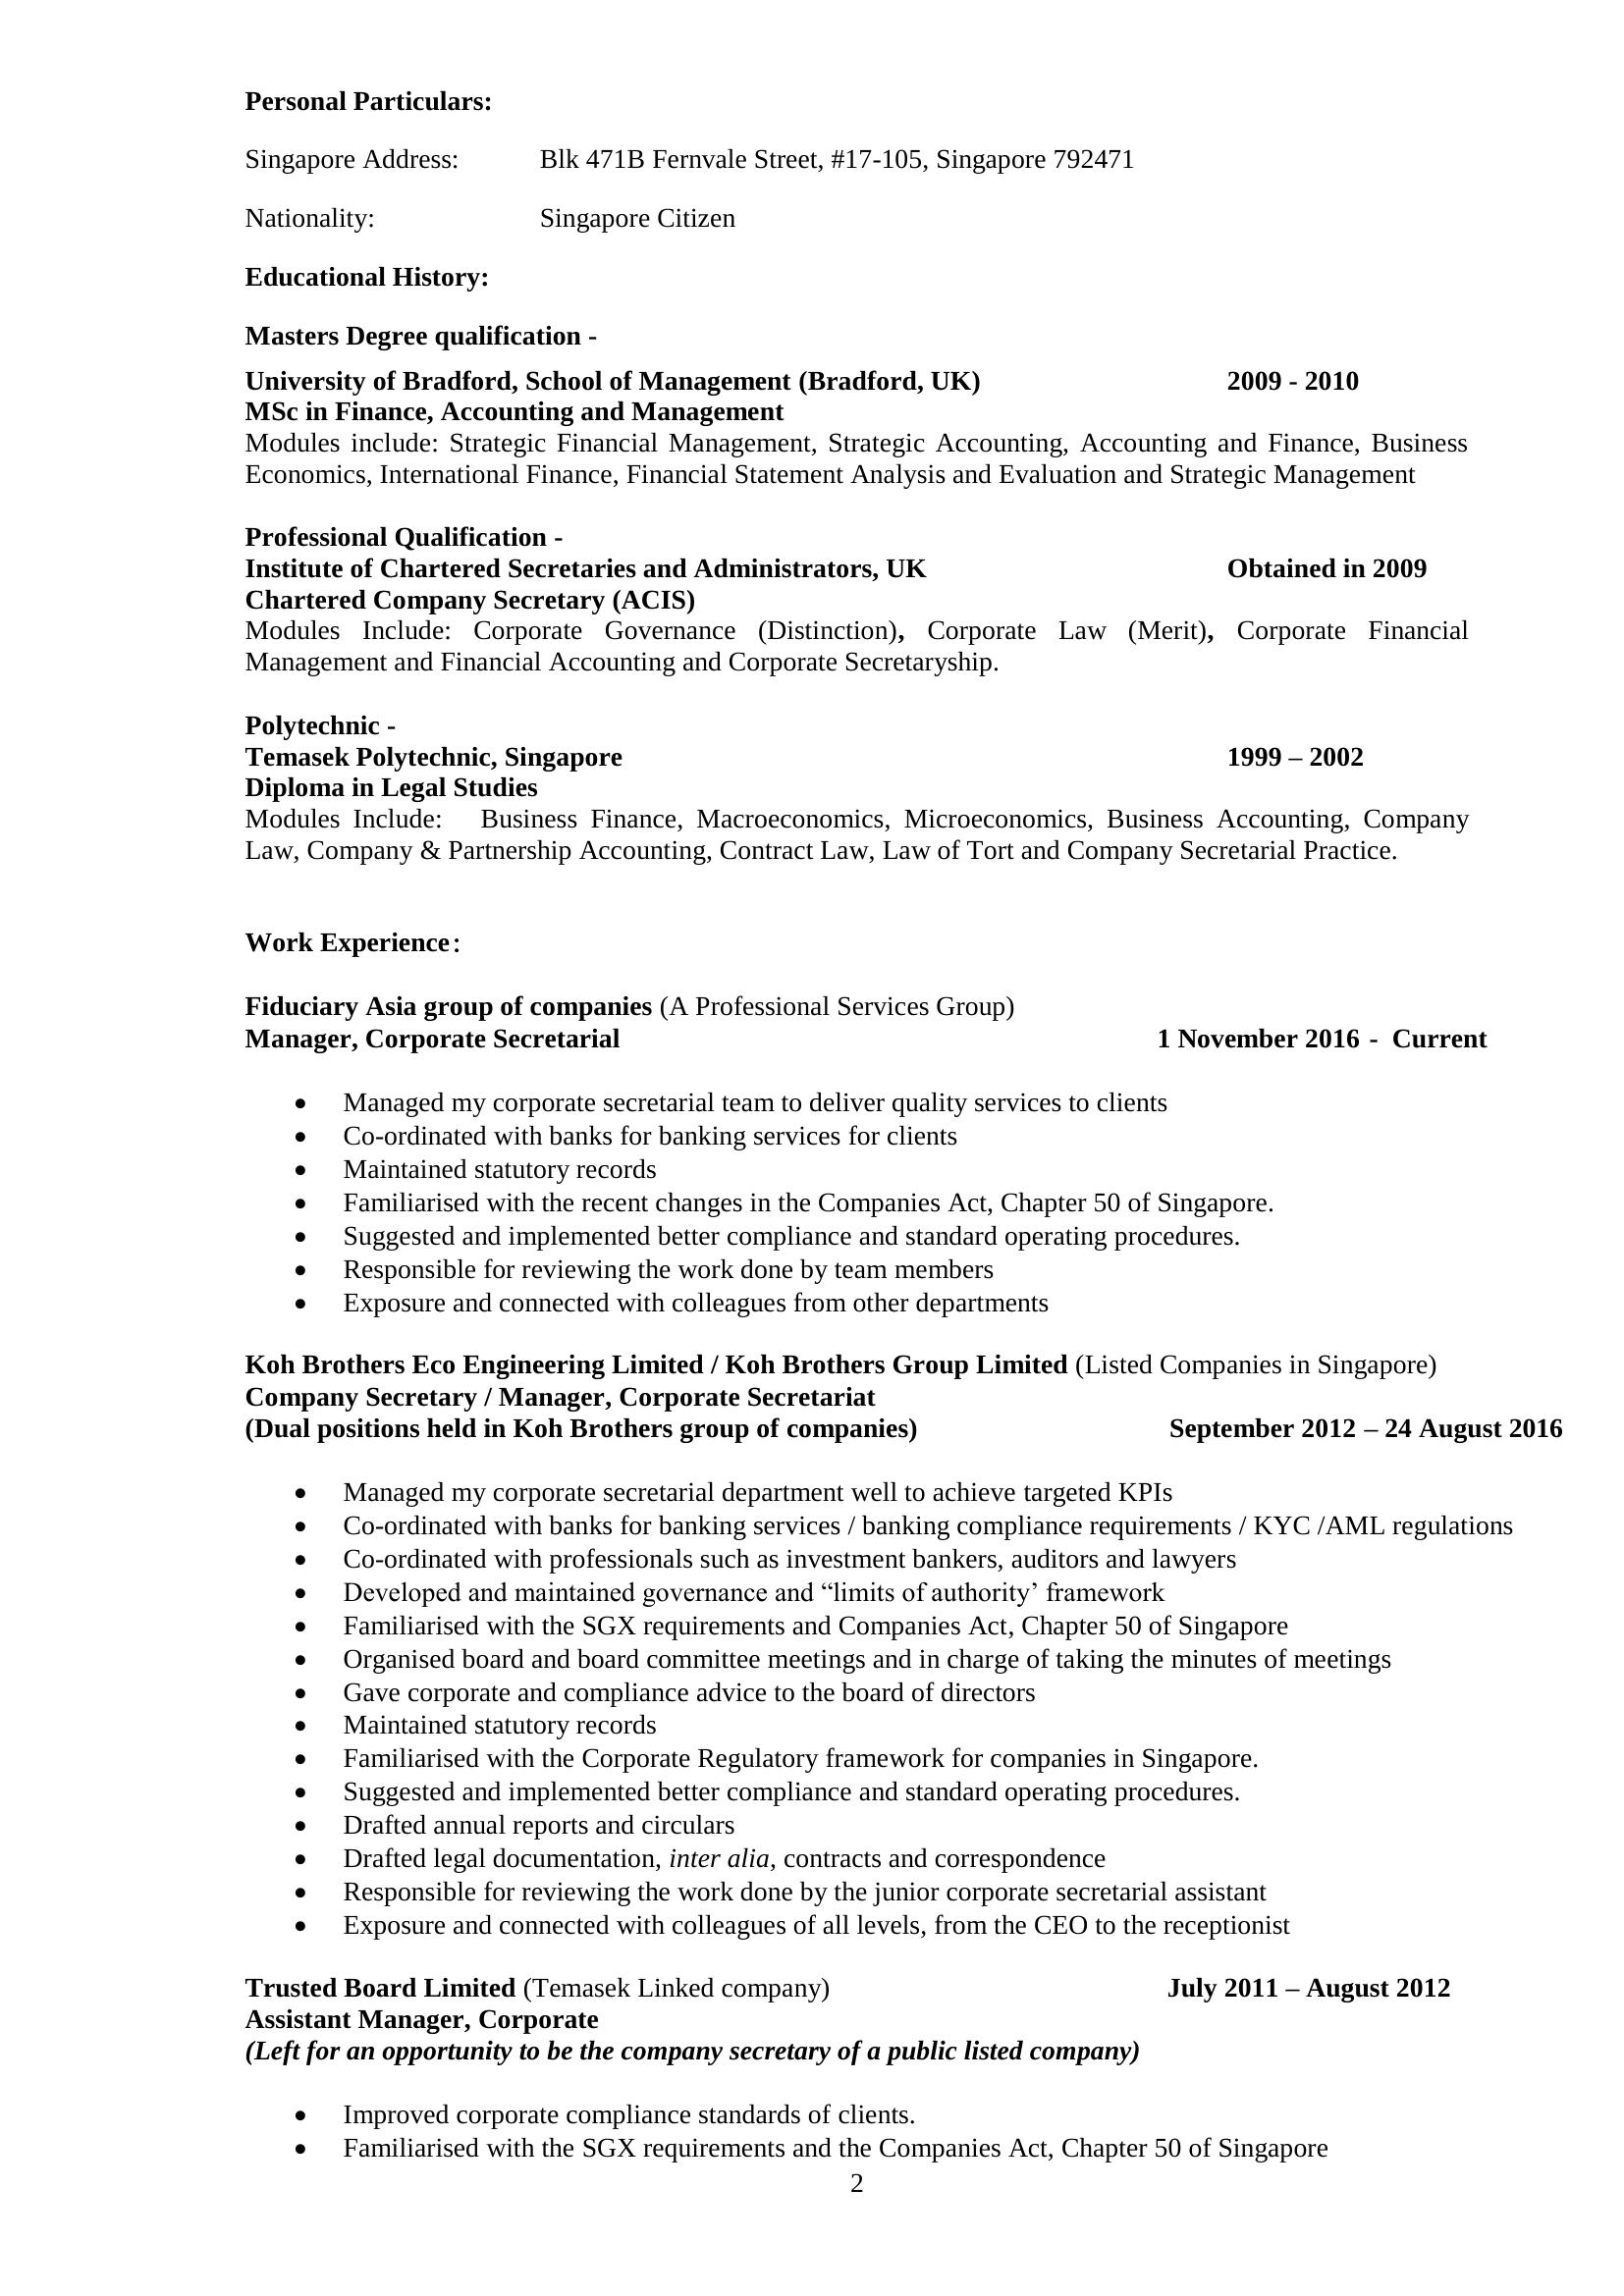 Personal Particulars:
Singapore Address: Blk 471B Fernvale Street, #17-105, Singapore 792471
Nationality: Singapore Citizen
Educational History:
Masters Degree qualification -
University of Bradford, School of Management (Bradford, UK) 2009 - 2010
MSc in Finance, Accounting and Management
Modules include: Strategic Financial Management, Strategic Accounting, Accounting and Finance, Business
Economics, International Finance, Financial Statement Analysis and Evaluation and Strategic Management
Professional Qualification -
Institute of Chartered Secretaries and Administrators, UK Obtained in 2009
Chartered Company Secretary (ACIS)
Modules Include: Corporate Governance (Distinction), Corporate Law (Merit), Corporate Financial
Management and Financial Accounting and Corporate Secretaryship.
Polytechnic -
Temasek Polytechnic, Singapore 1999 – 2002
Diploma in Legal Studies
Modules Include: Business Finance, Macroeconomics, Microeconomics, Business Accounting, Company
Law, Company & Partnership Accounting, Contract Law, Law of Tort and Company Secretarial Practice.
Work Experience:
Fiduciary Asia group of companies (A Professional Services Group)
Manager, Corporate Secretarial 1 November 2016 - Current
• Managed my corporate secretarial team to deliver quality services to clients
• Co-ordinated with banks for banking services for clients
• Maintained statutory records
• Familiarised with the recent changes in the Companies Act, Chapter 50 of Singapore.
• Suggested and implemented better compliance and standard operating procedures.
• Responsible for reviewing the work done by team members
• Exposure and connected with colleagues from other departments
Koh Brothers Eco Engineering Limited / Koh Brothers Group Limited (Listed Companies in Singapore)
Company Secretary / Manager, Corporate Secretariat
(Dual positions held in Koh Brothers group of companies) September 2012 – 24 August 2016
• Managed my corporate secretarial department well to achieve targeted KPIs
• Co-ordinated with banks for banking services / banking compliance requirements / KYC /AML regulations
• Co-ordinated with professionals such as investment bankers, auditors and lawyers
• Developed and maintained governance and “limits of authority’ framework
• Familiarised with the SGX requirements and Companies Act, Chapter 50 of Singapore
• Organised board and board committee meetings and in charge of taking the minutes of meetings
• Gave corporate and compliance advice to the board of directors
• Maintained statutory records
• Familiarised with the Corporate Regulatory framework for companies in Singapore.
• Suggested and implemented better compliance and standard operating procedures.
• Drafted annual reports and circulars
• Drafted legal documentation, inter alia, contracts and correspondence
• Responsible for reviewing the work done by the junior corporate secretarial assistant
• Exposure and connected with colleagues of all levels, from the CEO to the receptionist
Trusted Board Limited (Temasek Linked company) July 2011 – August 2012
Assistant Manager, Corporate
(Left for an opportunity to be the company secretary of a public listed company)
• Improved corporate compliance standards of clients.
• Familiarised with the SGX requirements and the Companies Act, Chapter 50 of Singapore
2